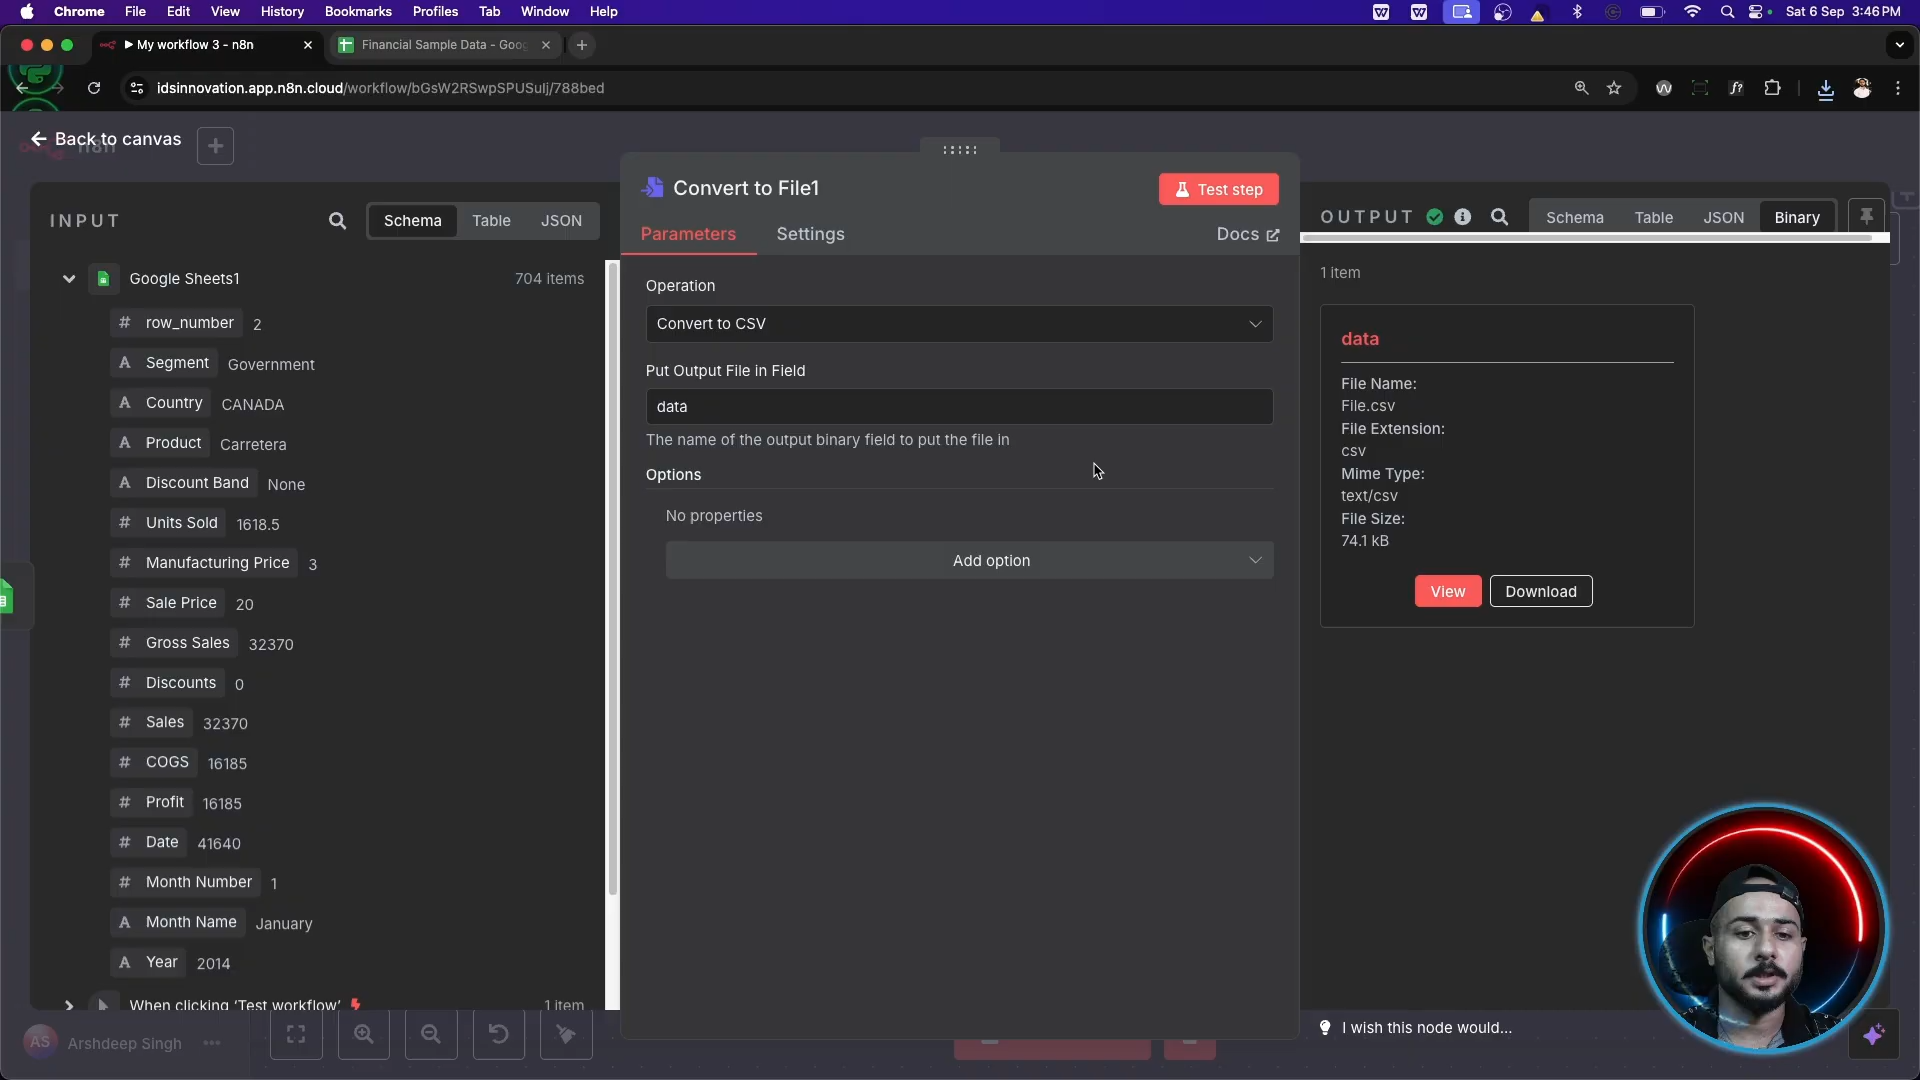 Chrome File Edit View History Bookmarks Profiles Tab Window Help Sat 6 Sep 3:46 PM
My workflow 3 - n8n
Financial Sample Data - Goo
idsinnovation.app.n8n.cloud/workflow/bGsW2RSwpSPUSulj/788bed
Back to canvas
n8n
INPUT
Schema Table JSON
Google Sheets1 704 items
# row_number 2
A Segment Government
A Country CANADA
A Product Carretera
A Discount Band None
# Units Sold 1618.5
# Manufacturing Price 3
# Sale Price 20
# Gross Sales 32370
# Discounts 0
# Sales 32370
# COGS 16185
# Profit 16185
# Date 41640
# Month Number 1
A Month Name January
A Year 2014
When clicking ‘Test workflow’ 1 item
AS Arshdeep Singh
Convert to File1
Test step
Parameters Settings Docs
Operation
Convert to CSV
Put Output File in Field
data
The name of the output binary field to put the file in
Options
No properties
Add option
OUTPUT
Schema Table JSON Binary
1 item
data
File Name:
File.csv
File Extension:
csv
Mime Type:
text/csv
File Size:
74.1 kB
View Download
I wish this node would...